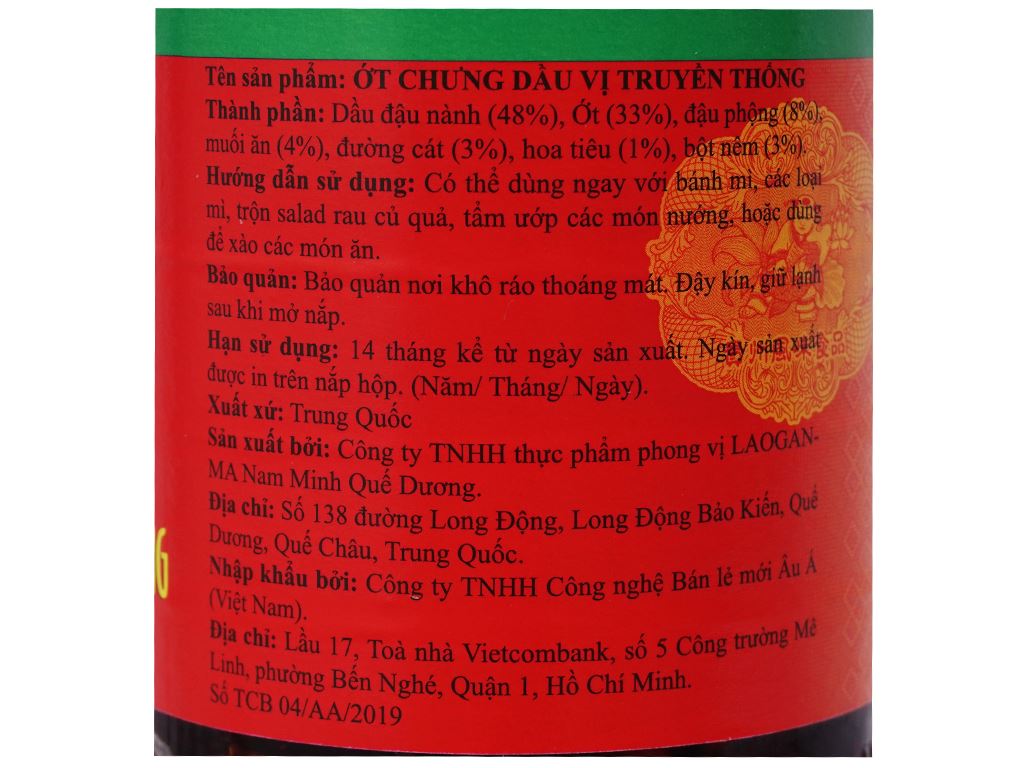 Tên sản phẩm: ỚT CHƯNG DẦU VỊ TRUYỀN THỐNG
Thành phần: Dầu đậu nành (48%), Ớt (33%), đậu phộng (8%),
muối ăn (4%), đường cát (3%), hoa tiêu (1%), bột nêm (3%).
Hướng dẫn sử dụng: Có thể dùng ngay với bánh mì, các loại
mì, trộn salad rau củ quả, tẩm ướp các món nướng, hoặc dùng
để xào các món ăn.
Bảo quản: Bảo quản nơi khô ráo thoáng mát. Đậy kín, giữ lạnh
sau khi mở nắp.
Hạn sử dụng: 14 tháng kể từ ngày sản xuất. Ngày sản xuất
được in trên nắp hộp. (Năm/ Tháng/ Ngày).
Xuất xứ: Trung Quốc
Sản xuất bởi: Công ty TNHH thực phẩm phong vị LAOGAN-
MA Nam Minh Quế Dương.
Địa chỉ: Số 138 đường Long Động, Long Động Bảo Kiến, Quế
Dương, Quế Châu, Trung Quốc.
Nhập khẩu bởi: Công ty TNHH Công nghệ Bán lẻ mới Âu Á
(Việt Nam).
Địa chỉ: Lầu 17, Toà nhà Vietcombank, số 5 Công trường Mê
Linh, phường Bến Nghé, Quận 1, Hồ Chí Minh.
Số TCB 04/AA/2019